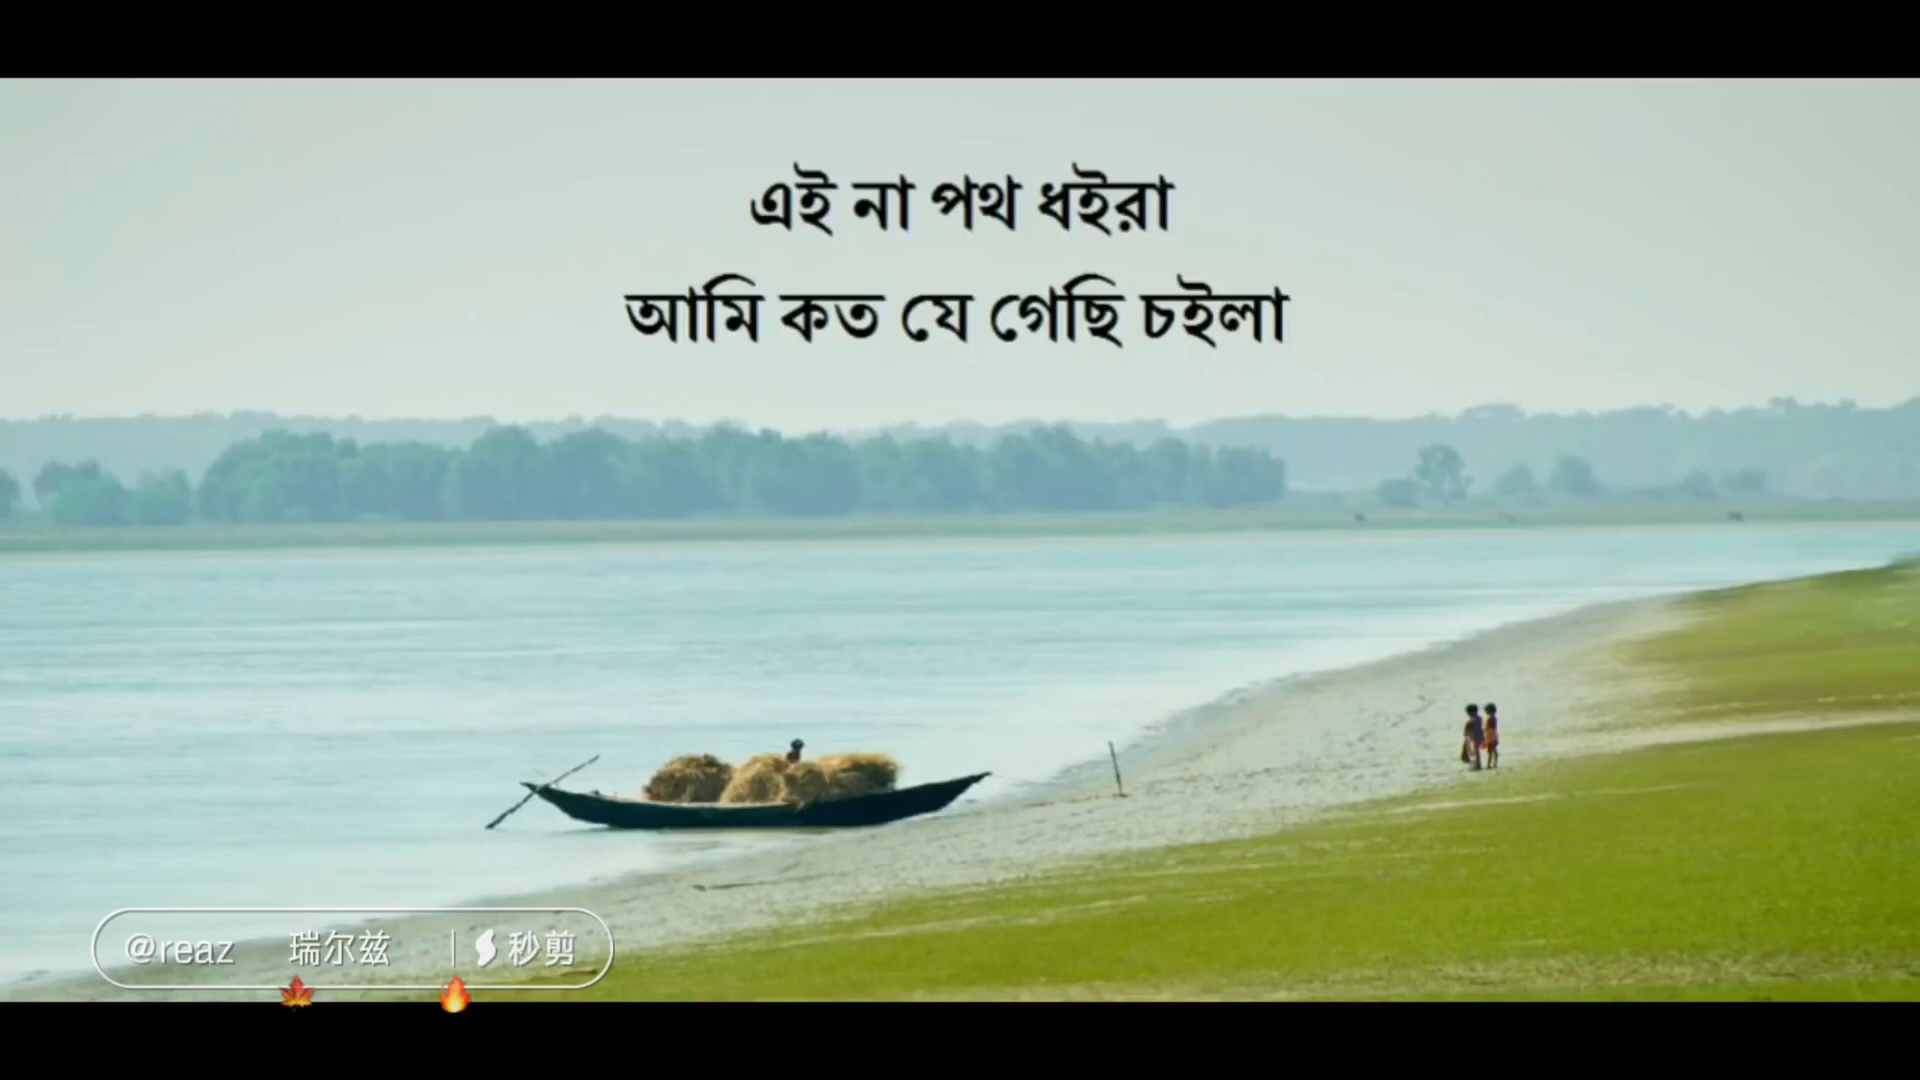 এই না পথ ধইরা
আমি কত যে গেছি চইলা
@reaz 瑞尔兹 | 秒剪